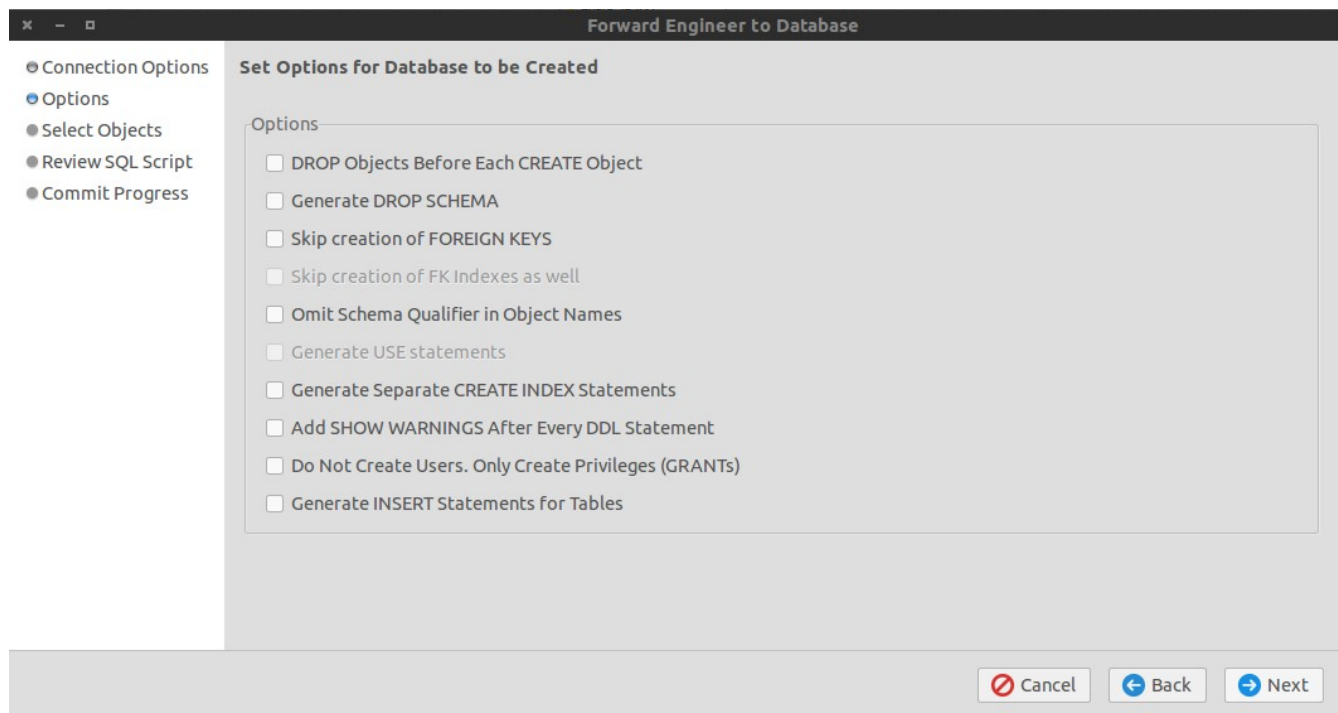 Forward Engineer to Database
Connection Options
Options
Select Objects
Review SQL Script
Commit Progress
Set Options for Database to be Created
Options
DROP Objects Before Each CREATE Object
Generate DROP SCHEMA
Skip creation of FOREIGN KEYS
Skip creation of FK Indexes as well
Omit Schema Qualifier in Object Names
Generate USE statements
Generate Separate CREATE INDEX Statements
Add SHOW WARNINGS After Every DDL Statement
Do Not Create Users. Only Create Privileges (GRANTs)
Generate INSERT Statements for Tables
Cancel Back Next